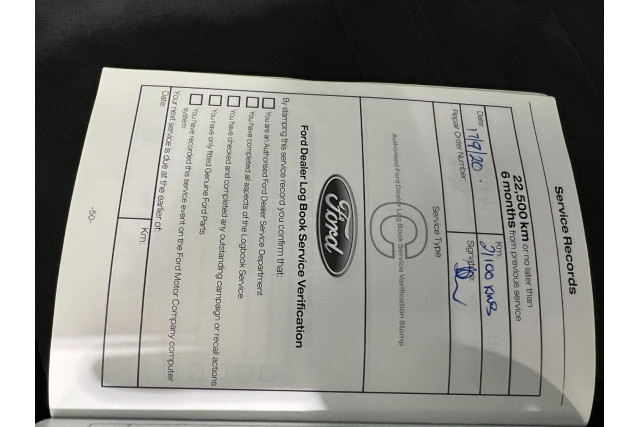 Service Records
22,500 km or no later than
6 months from previous service
Date: 17/9/20.
Km: 21100 KMS
Repair Order Number:
Signature:
Service Type
C
Authorised Ford Dealer Log Book Service Verification Stamp
Ford
Ford Dealer Log Book Service Verification
By stamping this service record you confirm that:
You are an Authorised Ford Dealer Service Department
You have completed all aspects of the Logbook Service
You have checked and completed any outstanding campaign or recall actions
You have only fitted Genuine Ford Parts
You have recorded this service event on the Ford Motor Company computer
system
Your next service is due at the earlier of:
Date:
Km:
-50-